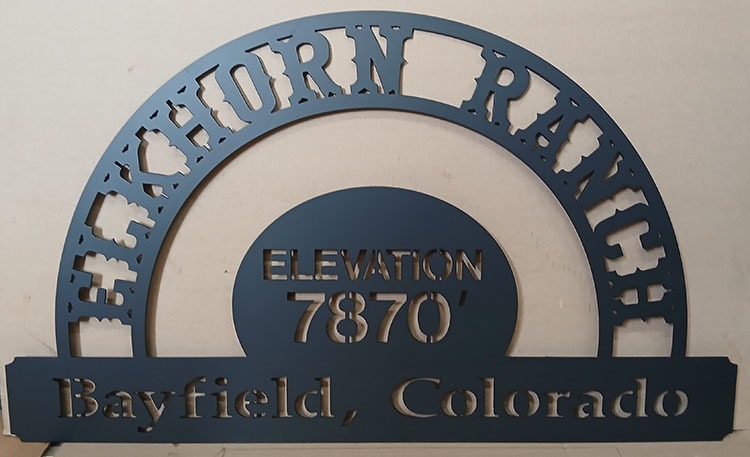 ELKHORN RANCH
ELEVATION
7870'
Bayfield, Colorado